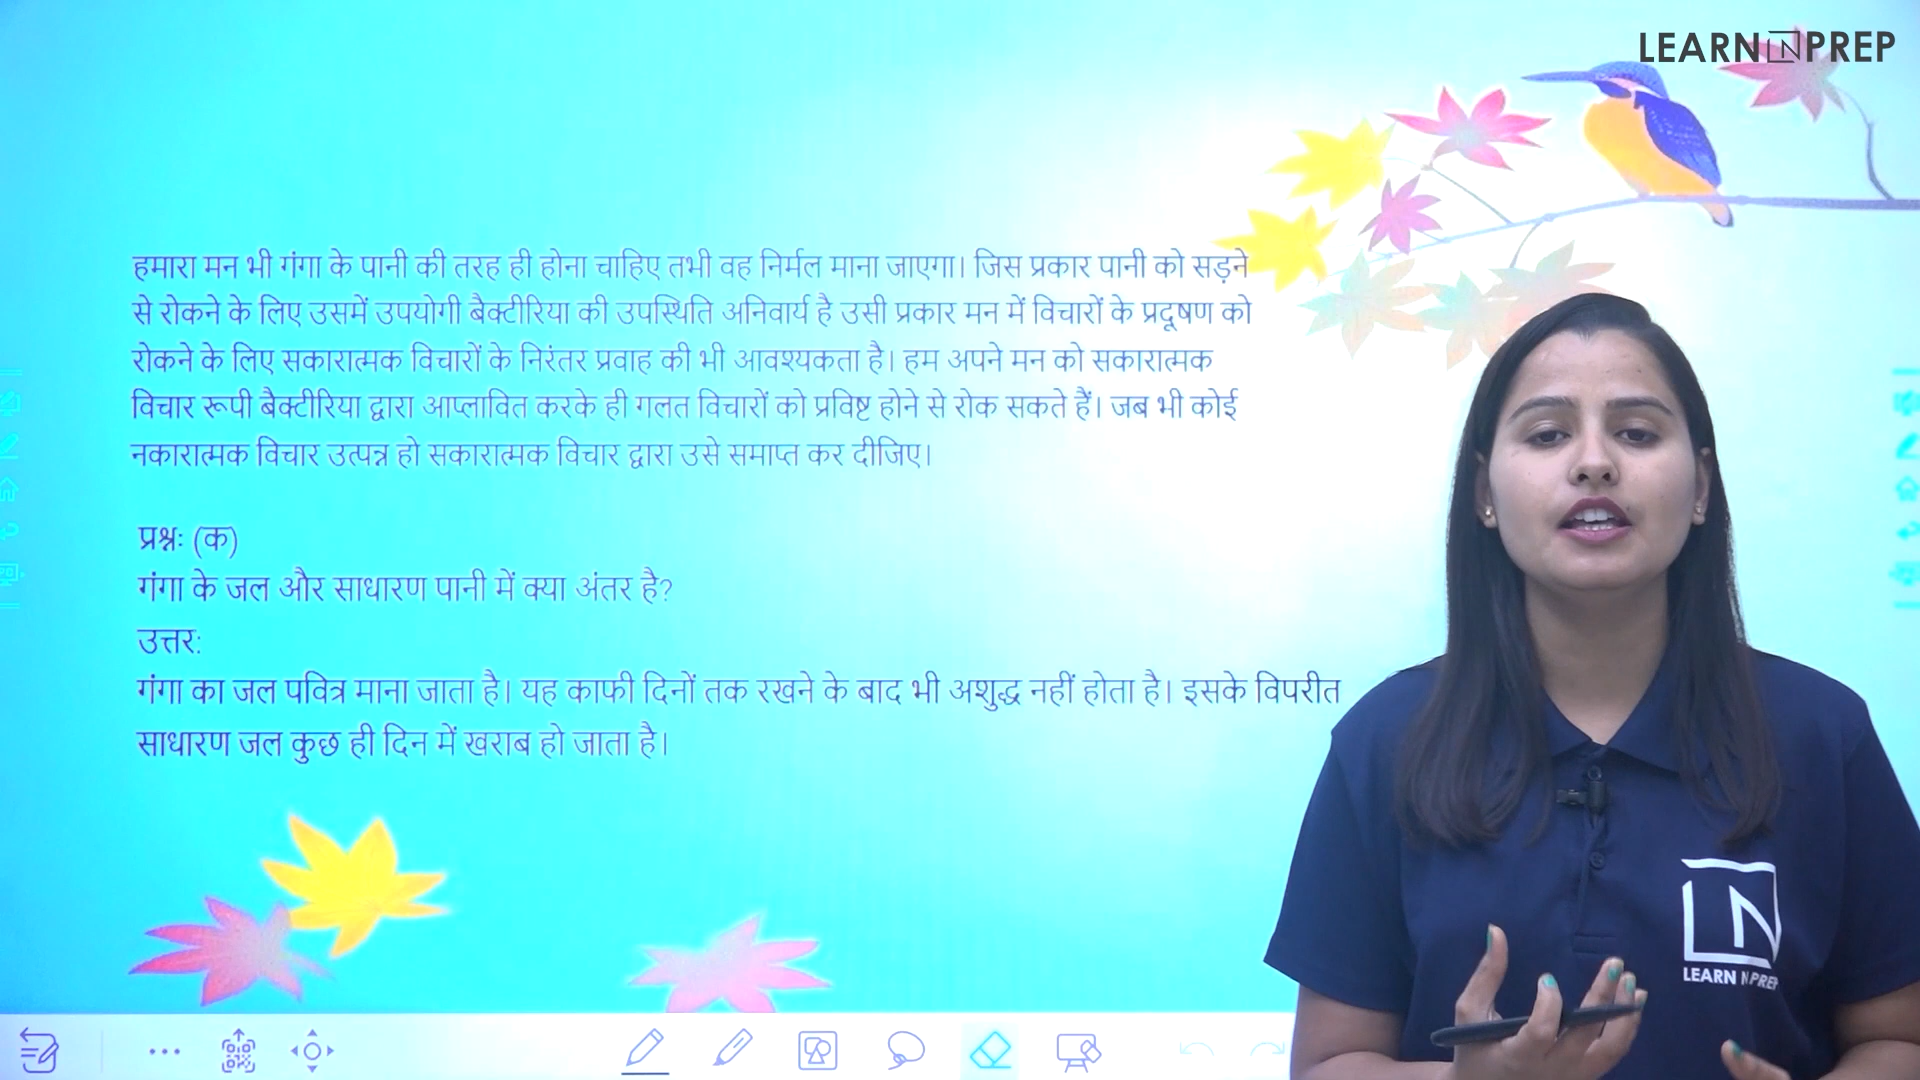 LEARN N PREP
हमारा मन भी गंगा के पानी की तरह ही होना चाहिए तभी वह निर्मल माना जाएगा। जिस प्रकार पानी को सड़ने
से रोकने के लिए उसमें उपयोगी बैक्टीरिया की उपस्थिति अनिवार्य है उसी प्रकार मन में विचारों के प्रदूषण को
रोकने के लिए सकारात्मक विचारों के निरंतर प्रवाह की भी आवश्यकता है। हम अपने मन को सकारात्मक
विचार रूपी बैक्टीरिया द्वारा आप्लावित करके ही गलत विचारों को प्रविष्ट होने से रोक सकते हैं। जब भी कोई
नकारात्मक विचार उत्पन्न हो सकारात्मक विचार द्वारा उसे समाप्त कर दीजिए।
प्रश्नः (क)
गंगा के जल और साधारण पानी में क्या अंतर है?
उत्तर:
गंगा का जल पवित्र माना जाता है। यह काफी दिनों तक रखने के बाद भी अशुद्ध नहीं होता है। इसके विपरीत
साधारण जल कुछ ही दिन में खराब हो जाता है।
LN
LEARN N PREP